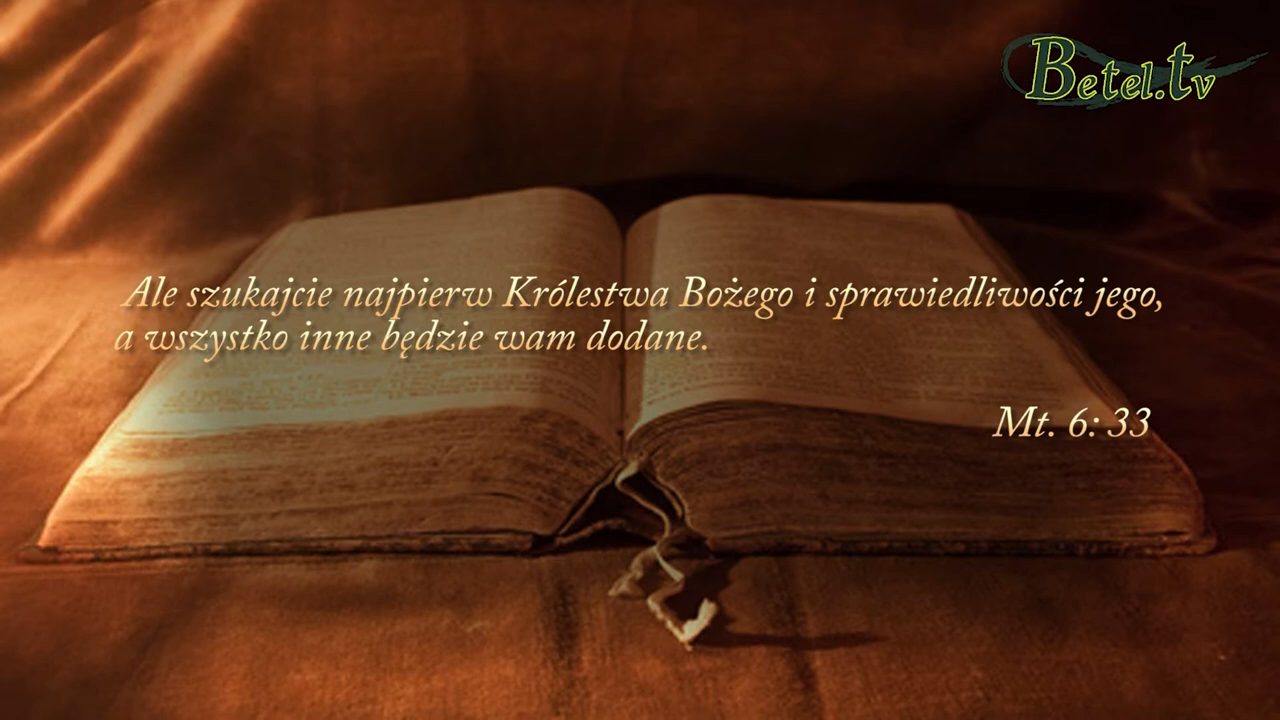 Betel.tv
Ale szukajcie najpierw Królestwa Bożego i sprawiedliwości jego,
a wszystko inne będzie wam dodane.
Mt. 6: 33